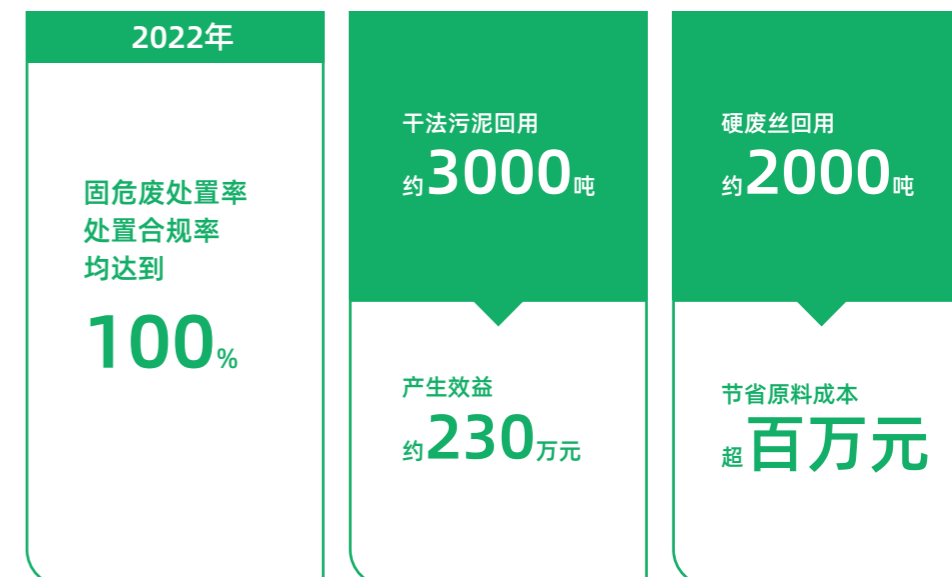 2022年
固危废处置率
处置合规率
均达到
100%
干法污泥回用
约3000吨
产生效益
约230万元
硬废丝回用
约2000吨
节省原料成本
超百万元